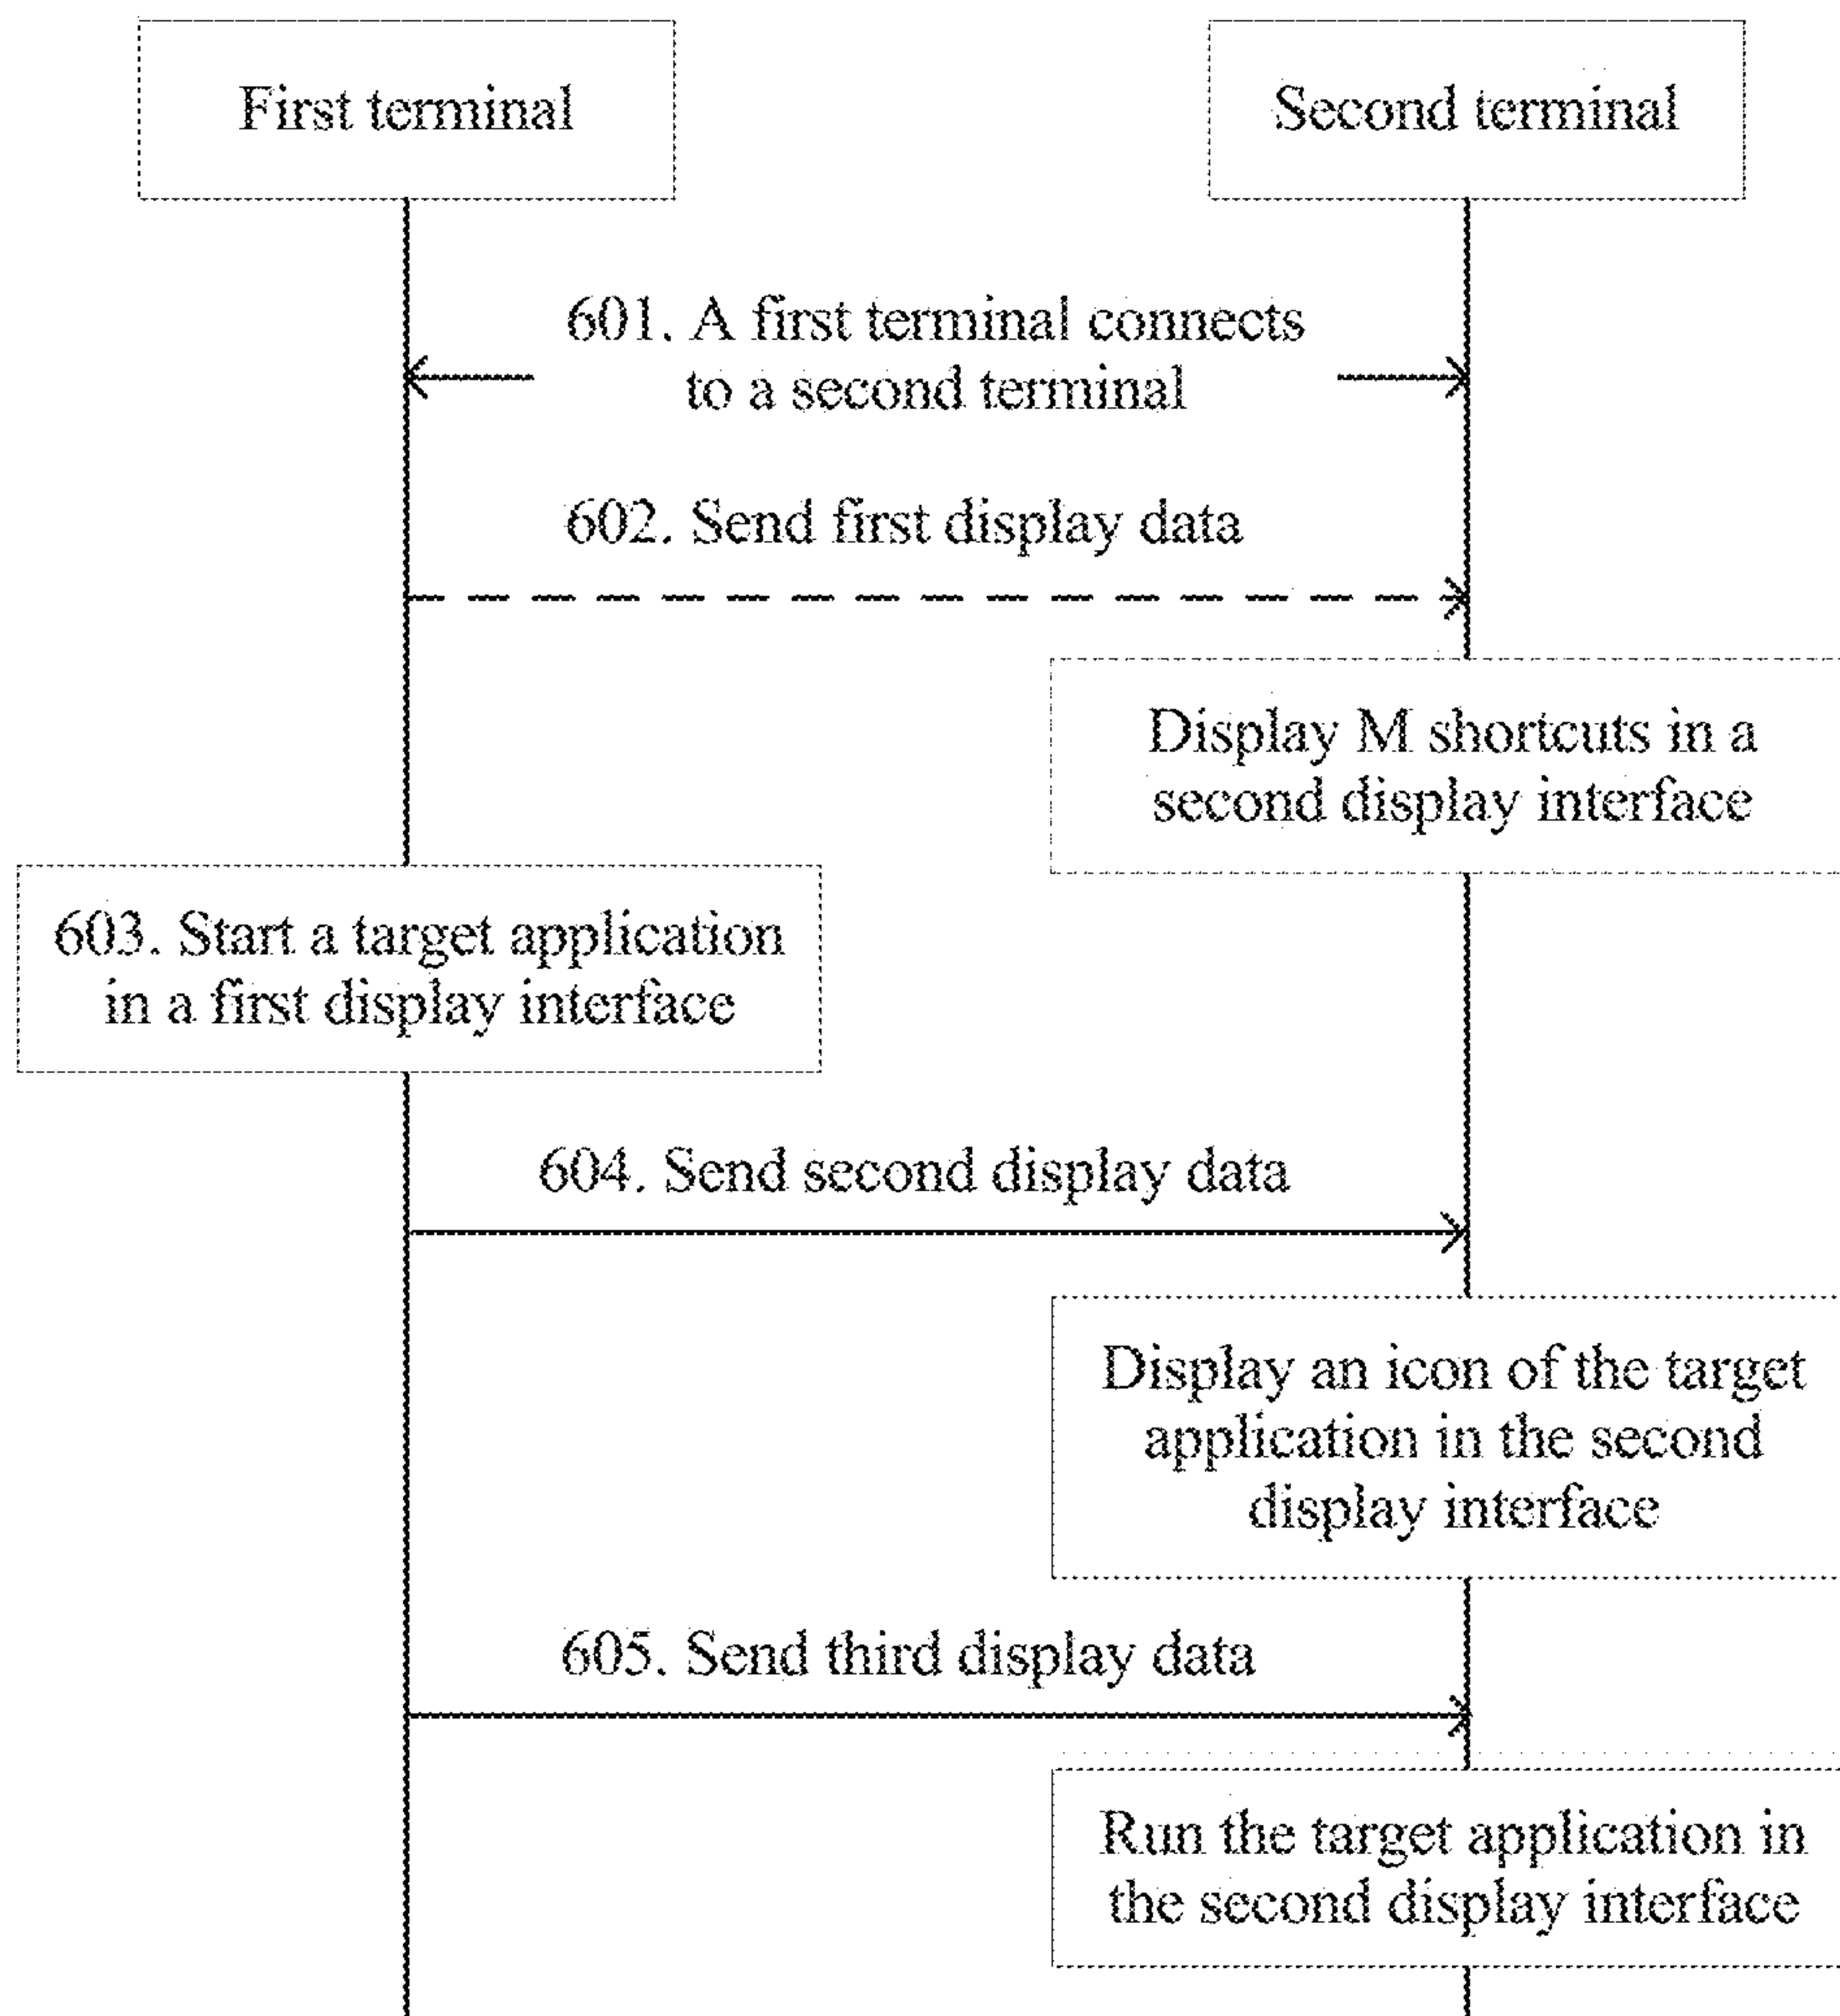 First terminal
Second terminal
601. A first terminal connects
to a second terminal
602. Send first display data
Display M shortcuts in a
second display interface
603. Start a target application
in a first display interface
604. Send second display data
Display an icon of the target
application in the second
display interface
605. Send third display data
Run the target application in
the second display interface